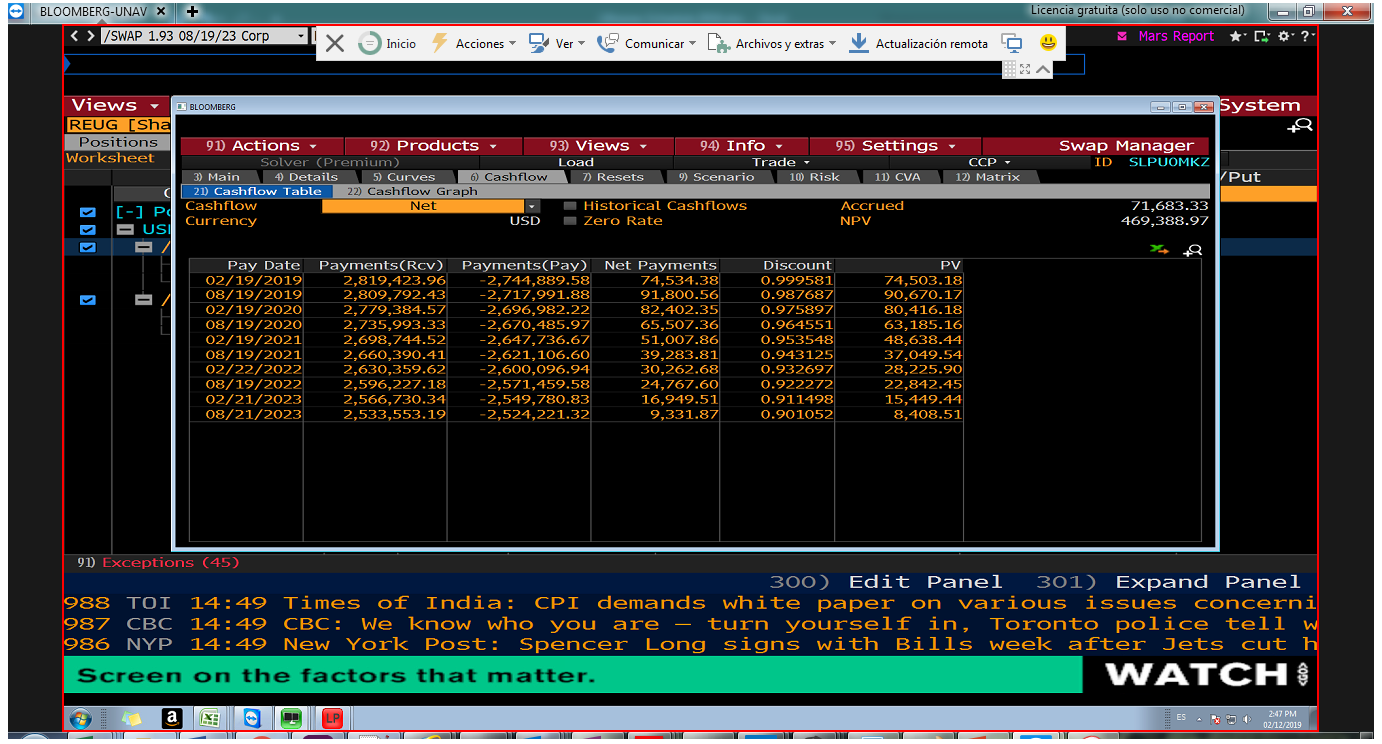 BLOOMBERG-UNAV
Licencia gratuita (solo uso no comercial)
/SWAP 1.93 08/19/23 Corp
Inicio Acciones Ver Comunicar Archivos y extras Actualización remota
Mars Report
Views
BLOOMBERG
System
REUG [Sha
Positions
91) Actions 92) Products 93) Views 94) Info 95) Settings Swap Manager
Worksheet
Solver (Premium) Load Trade CCP ID SLPU0MKZ
3) Main 4) Details 5) Curves 6) Cashflow 7) Resets 9) Scenario 10) Risk 11) CVA 12) Matrix
/Put
21) Cashflow Table 22) Cashflow Graph
Cashflow Net Historical Cashflows Accrued 71,683.33
Currency USD Zero Rate NPV 469,388.97
[-] Po
US
Pay Date Payments(Rcv) Payments(Pay) Net Payments Discount PV
02/19/2019 2,819,423.96 -2,744,889.58 74,534.38 0.999581 74,503.18
08/19/2019 2,809,792.43 -2,717,991.88 91,800.56 0.987687 90,670.17
02/19/2020 2,779,384.57 -2,696,982.22 82,402.35 0.975897 80,416.18
08/19/2020 2,735,993.33 -2,670,485.97 65,507.36 0.964551 63,185.16
02/19/2021 2,698,744.52 -2,647,736.67 51,007.86 0.953548 48,638.44
08/19/2021 2,660,390.41 -2,621,106.60 39,283.81 0.943125 37,049.54
02/22/2022 2,630,359.62 -2,600,096.94 30,262.68 0.932697 28,225.90
08/19/2022 2,596,227.18 -2,571,459.58 24,767.60 0.922272 22,842.45
02/21/2023 2,566,730.34 -2,549,780.83 16,949.51 0.911498 15,449.44
08/21/2023 2,533,553.19 -2,524,221.32 9,331.87 0.901052 8,408.51
91) Exceptions (45)
300) Edit Panel 301) Expand Panel
988 TOI 14:49 Times of India: CPI demands white paper on various issues concerni
987 CBC 14:49 CBC: We know who you are — turn yourself in, Toronto police tell w
986 NYP 14:49 New York Post: Spencer Long signs with Bills week after Jets cut h
Screen on the factors that matter.
WATCH
ES 2:47 PM
02/12/2019